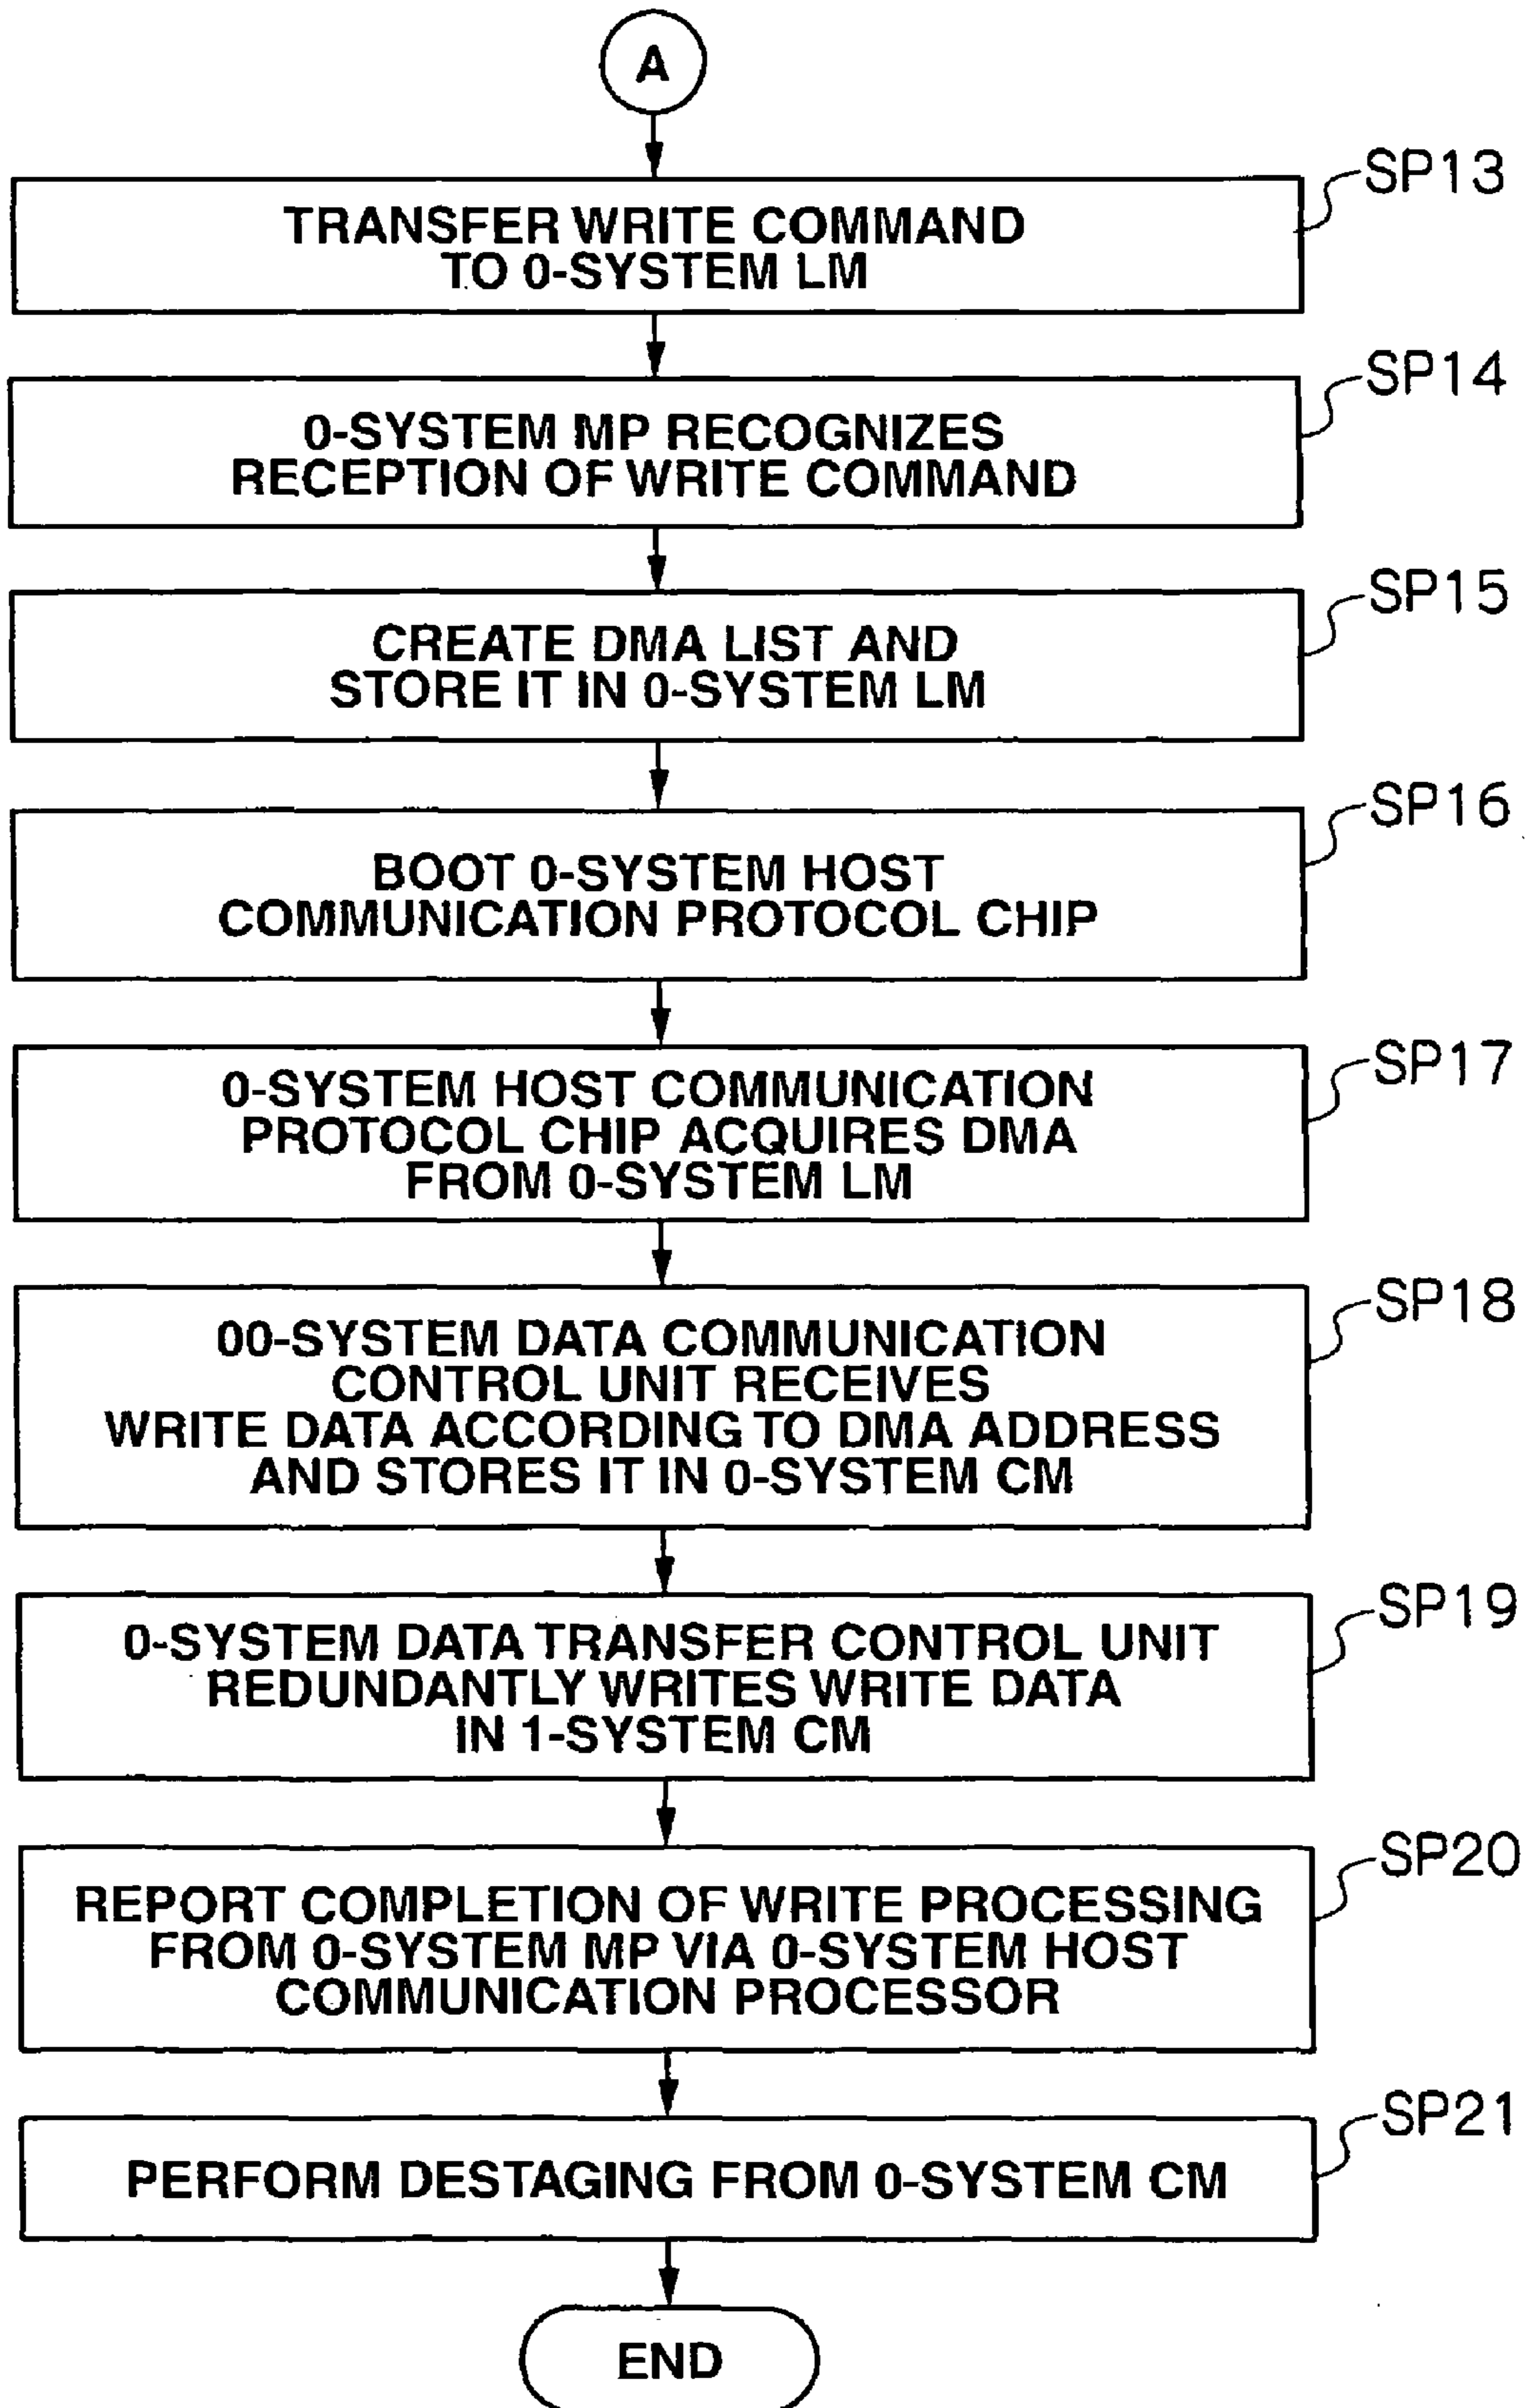 A
SP13
TRANSFER WRITE COMMAND
TO 0-SYSTEM LM
SP14
0-SYSTEM MP RECOGNIZES
RECEPTION OF WRITE COMMAND
SP15
CREATE DMA LIST AND
STORE IT IN 0-SYSTEM LM
SP16
BOOT 0-SYSTEM HOST
COMMUNICATION PROTOCOL CHIP
SP17
0-SYSTEM HOST COMMUNICATION
PROTOCOL CHIP ACQUIRES DMA
FROM 0-SYSTEM LM
SP18
00-SYSTEM DATA COMMUNICATION
CONTROL UNIT RECEIVES
WRITE DATA ACCORDING TO DMA ADDRESS
AND STORES IT IN 0-SYSTEM CM
SP19
0-SYSTEM DATA TRANSFER CONTROL UNIT
REDUNDANTLY WRITES WRITE DATA
IN 1-SYSTEM CM
SP20
REPORT COMPLETION OF WRITE PROCESSING
FROM 0-SYSTEM MP VIA 0-SYSTEM HOST
COMMUNICATION PROCESSOR
SP21
PERFORM DESTAGING FROM 0-SYSTEM CM
END